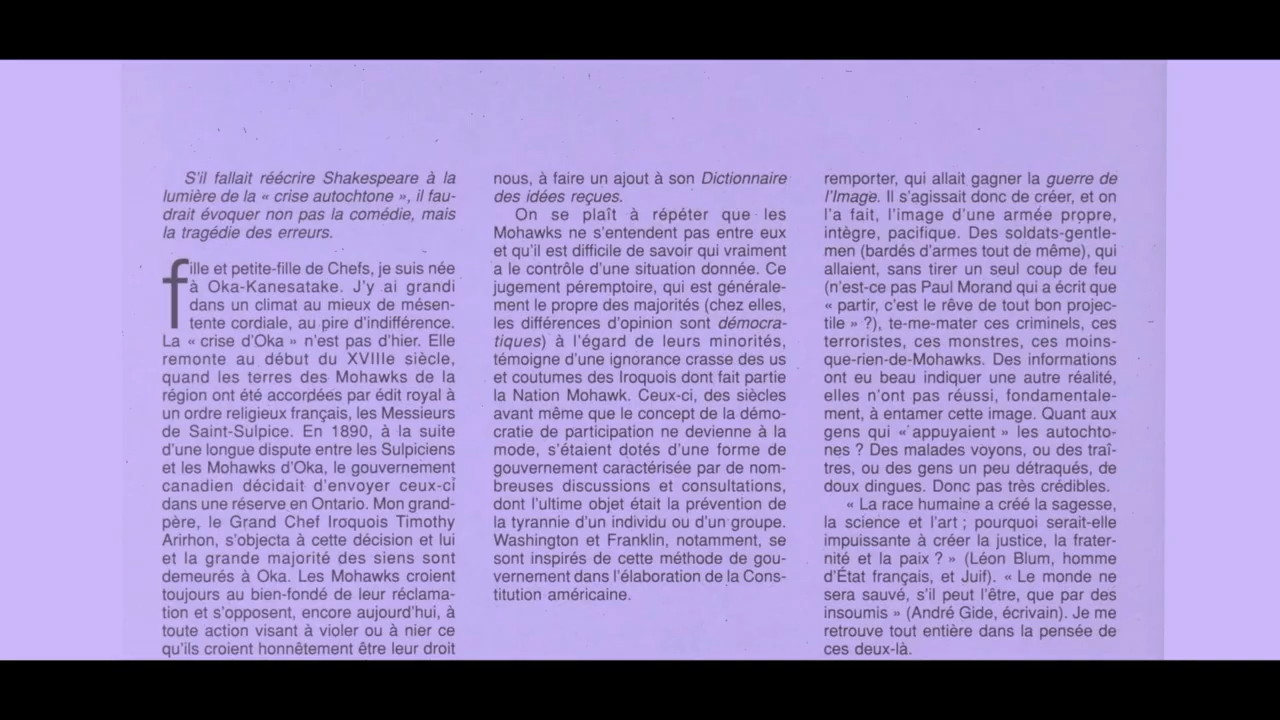 S'il fallait réécrire Shakespeare à la
lumière de la « crise autochtone », il fau-
drait évoquer non pas la comédie, mais
la tragédie des erreurs.
fille et petite-fille de Chefs, je suis née
à Oka-Kanesatake. J'y ai grandi
dans un climat au mieux de mésen-
tente cordiale, au pire d'indifférence.
La « crise d'Oka » n'est pas d'hier. Elle
remonte au début du XVIIIe siècle,
quand les terres des Mohawks de la
région ont été accordées par édit royal à
un ordre religieux français, les Messieurs
de Saint-Sulpice. En 1890, à la suite
d'une longue dispute entre les Sulpiciens
et les Mohawks d'Oka, le gouvernement
canadien décidait d'envoyer ceux-ci
dans une réserve en Ontario. Mon grand-
père, le Grand Chef Iroquois Timothy
Arirhon, s'objecta à cette décision et lui
et la grande majorité des siens sont
demeurés à Oka. Les Mohawks croient
toujours au bien-fondé de leur réclama-
tion et s'opposent, encore aujourd'hui, à
toute action visant à violer ou à nier ce
qu'ils croient honnêtement être leur droit
nous, à faire un ajout à son Dictionnaire
des idées reçues.
On se plaît à répéter que les
Mohawks ne s'entendent pas entre eux
et qu'il est difficile de savoir qui vraiment
a le contrôle d'une situation donnée. Ce
jugement péremptoire, qui est générale-
ment le propre des majorités (chez elles,
les différences d'opinion sont démocra-
tiques) à l'égard de leurs minorités,
témoigne d'une ignorance crasse des us
et coutumes des Iroquois dont fait partie
la Nation Mohawk. Ceux-ci, des siècles
avant même que le concept de la démo-
cratie de participation ne devienne à la
mode, s'étaient dotés d'une forme de
gouvernement caractérisée par de nom-
breuses discussions et consultations,
dont l'ultime objet était la prévention de
la tyrannie d'un individu ou d'un groupe.
Washington et Franklin, notamment, se
sont inspirés de cette méthode de gou-
vernement dans l'élaboration de la Cons-
titution américaine.
remporter, qui allait gagner la guerre de
l'Image. Il s'agissait donc de créer, et on
l'a fait, l'image d'une armée propre,
intègre, pacifique. Des soldats-gentle-
men (bardés d'armes tout de même), qui
allaient, sans tirer un seul coup de feu
(n'est-ce pas Paul Morand qui a écrit que
« partir, c'est le rêve de tout bon projec-
tile » ?), te-me-mater ces criminels, ces
terroristes, ces monstres, ces moins-
que-rien-de-Mohawks. Des informations
ont eu beau indiquer une autre réalité,
elles n'ont pas réussi, fondamentale-
ment, à entamer cette image. Quant aux
gens qui « appuyaient » les autochto-
nes ? Des malades voyons, ou des traî-
tres, ou des gens un peu détraqués, de
doux dingues. Donc pas très crédibles.
« La race humaine a créé la sagesse,
la science et l'art ; pourquoi serait-elle
impuissante à créer la justice, la frater-
nité et la paix ? » (Léon Blum, homme
d'État français, et Juif). « Le monde ne
sera sauvé, s'il peut l'être, que par des
insoumis » (André Gide, écrivain). Je me
retrouve tout entière dans la pensée de
ces deux-là.